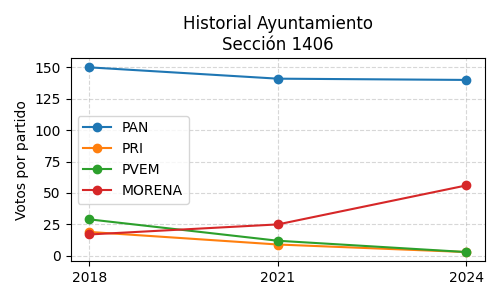 Historial Ayuntamiento
Sección 1406
Votos por partido
150
125
100
75
50
25
0
PAN
PRI
PVEM
MORENA
2018
2021
2024